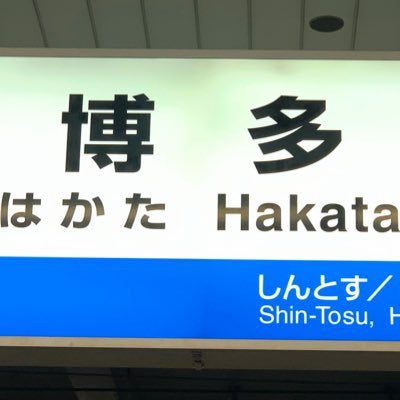 博多
はかた Hakata
しんとす／
Shin-Tosu, H